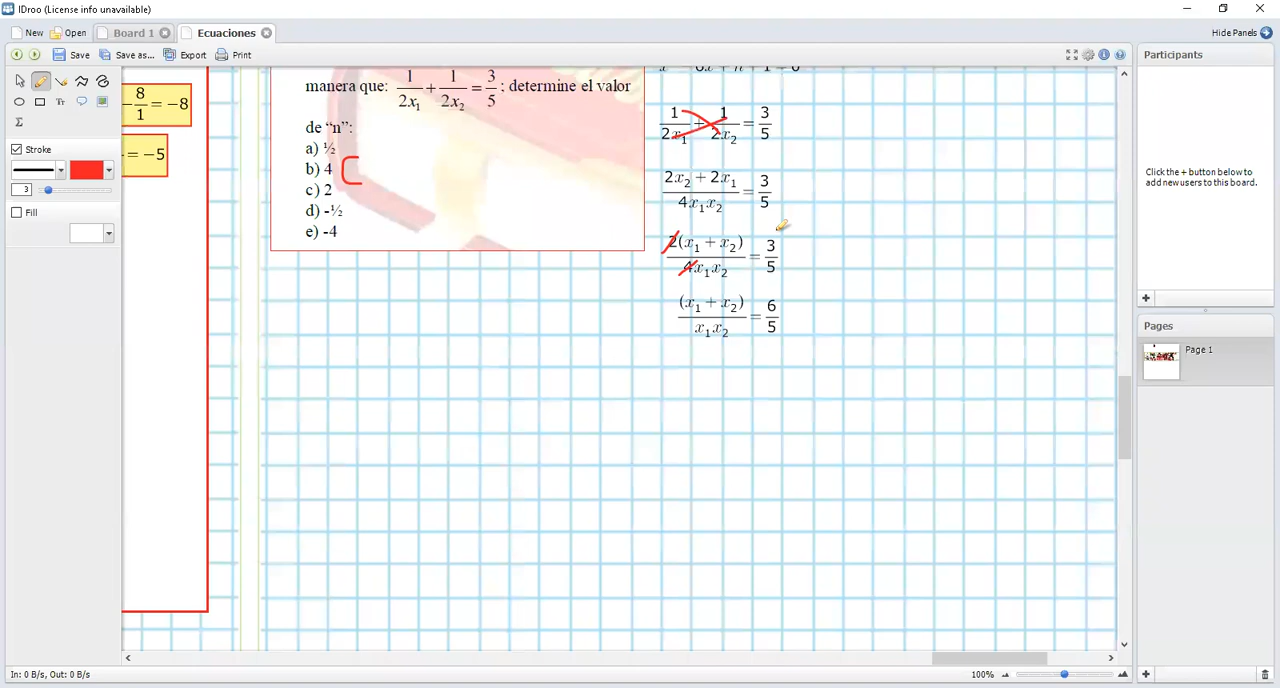 IDroo (License info unavailable)
New Open Board 1 Ecuaciones Hide Panels
Save Save as... Export Print
Participants
Click the + button below to
add new users to this board.
Pages
Page 1
Tr
Σ
Stroke
3
Fill
-8/1 = -8
= -5
manera que: 1/2x₁ + 1/2x₂ = 3/5 ; determine el valor
de “n”:
a) ½
b) 4
c) 2
d) -½
e) -4
1/2x₁ + 1/2x₂ = 3/5
2x₂ + 2x₁/4x₁x₂ = 3/5
2(x₁ + x₂)/4x₁x₂ = 3/5
(x₁ + x₂)/x₁x₂ = 6/5
In: 0 B/s, Out: 0 B/s
100%